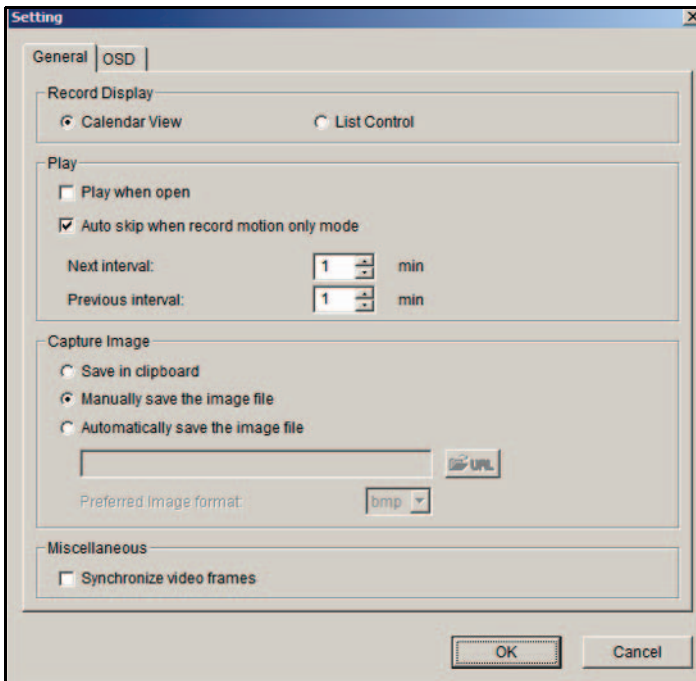 Setting
General OSD
Record Display
Calendar View List Control
Play
Play when open
Auto skip when record motion only mode
Next interval: 1 min
Previous interval: 1 min
Capture Image
Save in clipboard
Manually save the image file
Automatically save the image file
URL
Preferred Image format: bmp
Miscellaneous
Synchronize video frames
OK Cancel